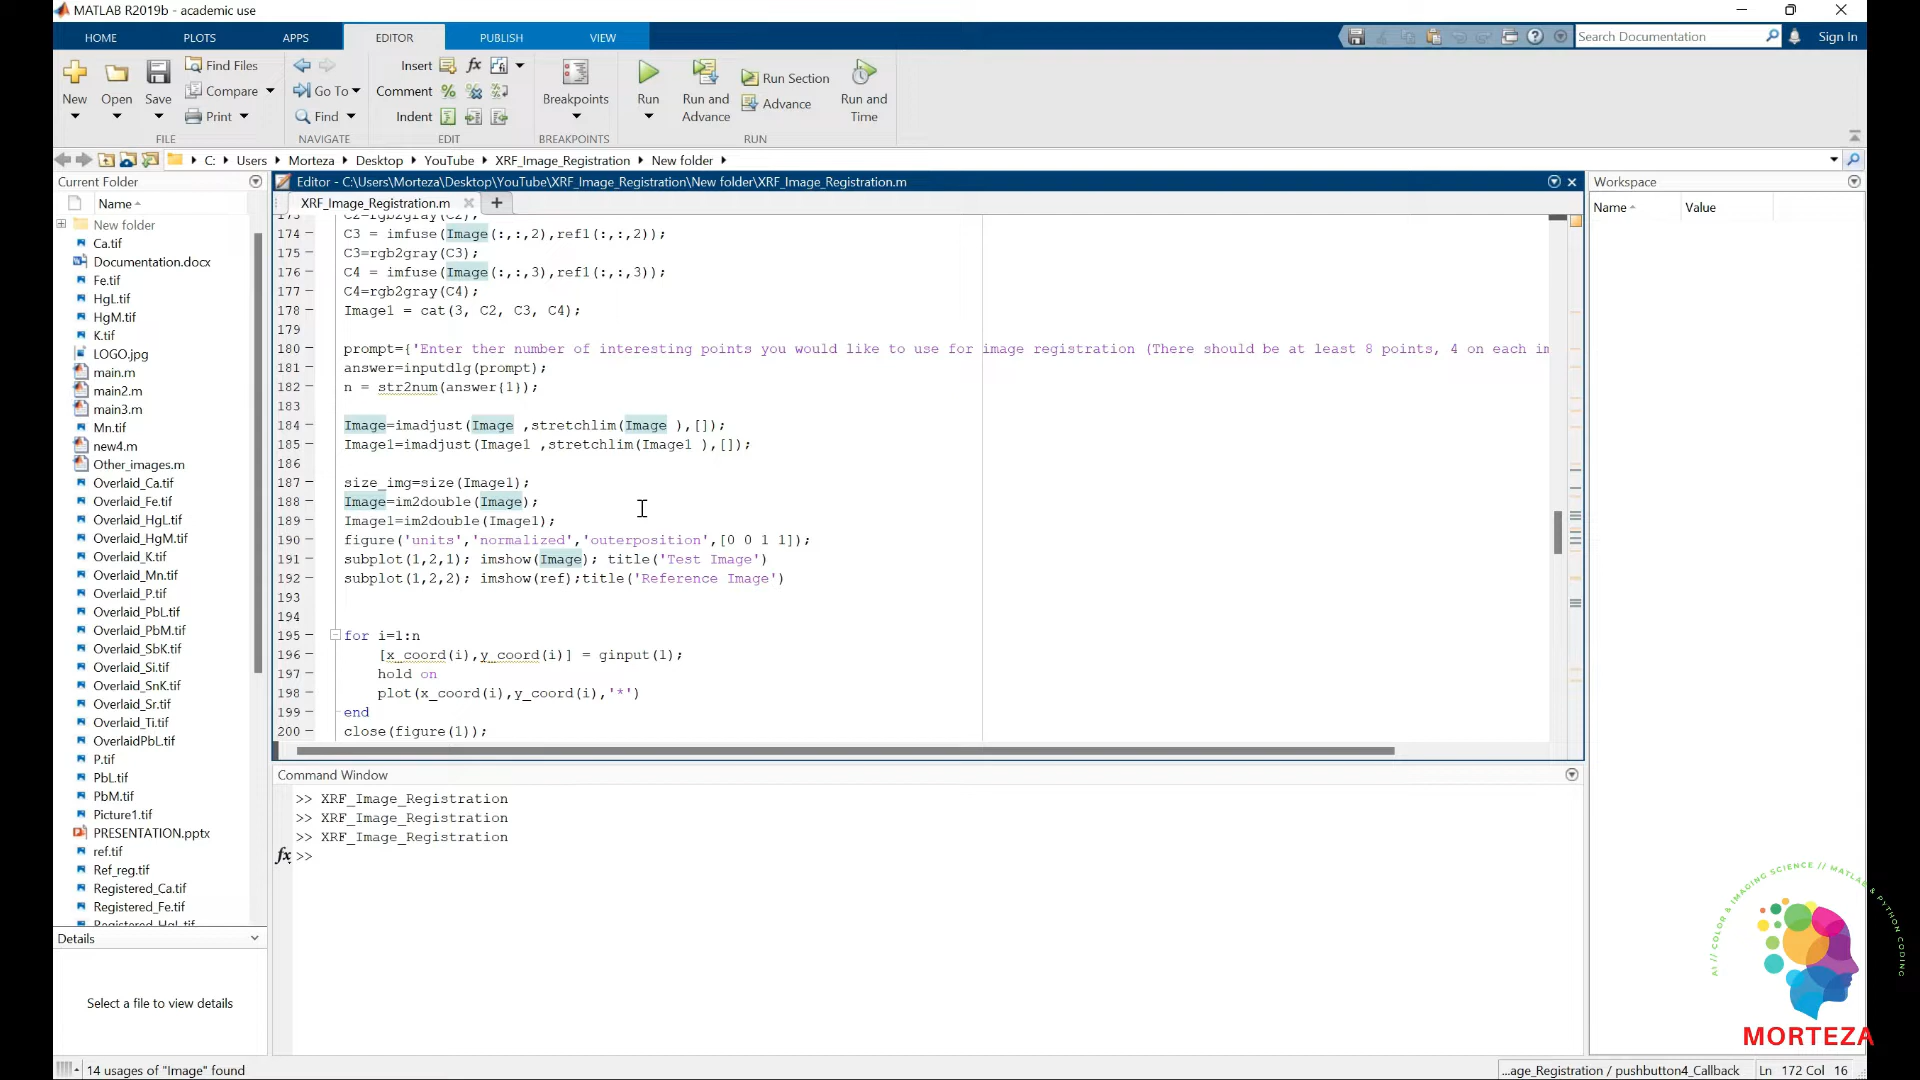 MATLAB R2019b - academic use
HOME PLOTS APPS EDITOR PUBLISH VIEW Search Documentation Sign In
New Open Save Find Files Compare Print
Go To Find
Insert fx Comment Indent
Breakpoints Run Run and Advance Run Section Advance Run and Time
FILE NAVIGATE EDIT BREAKPOINTS RUN
C: Users Morteza Desktop YouTube XRF_Image_Registration New folder
Current Folder
Name
New folder
Ca.tif
Documentation.docx
Fe.tif
HgL.tif
HgM.tif
K.tif
LOGO.jpg
main.m
main2.m
main3.m
Mn.tif
new4.m
Other_images.m
Overlaid_Ca.tif
Overlaid_Fe.tif
Overlaid_HgL.tif
Overlaid_HgM.tif
Overlaid_K.tif
Overlaid_Mn.tif
Overlaid_P.tif
Overlaid_PbL.tif
Overlaid_PbM.tif
Overlaid_SbK.tif
Overlaid_Si.tif
Overlaid_SnK.tif
Overlaid_Sr.tif
Overlaid_Ti.tif
OverlaidPbL.tif
P.tif
PbL.tif
PbM.tif
Picture1.tif
PRESENTATION.pptx
ref.tif
Ref_reg.tif
Registered_Ca.tif
Registered_Fe.tif
Registered_HgL.tif
Details
Select a file to view details
Editor - C:\Users\Morteza\Desktop\YouTube\XRF_Image_Registration\New folder\XRF_Image_Registration.m
XRF_Image_Registration.m
173 C2=rgb2gray(C2);
174 C3 = imfuse(Image(:,:,2),ref1(:,:,2));
175 C3=rgb2gray(C3);
176 C4 = imfuse(Image(:,:,3),ref1(:,:,3));
177 C4=rgb2gray(C4);
178 Image1 = cat(3, C2, C3, C4);
179
180 prompt={'Enter ther number of interesting points you would like to use for image registration (There should be at least 8 points, 4 on each im
181 answer=inputdlg(prompt);
182 n = str2num(answer{1});
183
184 Image=imadjust(Image ,stretchlim(Image ),[]);
185 Image1=imadjust(Image1 ,stretchlim(Image1 ),[]);
186
187 size_img=size(Image1);
188 Image=im2double(Image);
189 Image1=im2double(Image1);
190 figure('units','normalized','outerposition',[0 0 1 1]);
191 subplot(1,2,1); imshow(Image); title('Test Image')
192 subplot(1,2,2); imshow(ref);title('Reference Image')
193
194
195 for i=1:n
196 [x_coord(i),y_coord(i)] = ginput(1);
197 hold on
198 plot(x_coord(i),y_coord(i),'*')
199 end
200 close(figure(1));
Command Window
>> XRF_Image_Registration
>> XRF_Image_Registration
>> XRF_Image_Registration
fx >>
Workspace
Name Value
AI // COLOR & IMAGING SCIENCE // MATLAB & PYTHON CODING
MORTEZA
14 usages of "Image" found
...age_Registration / pushbutton4_Callback Ln 172 Col 16